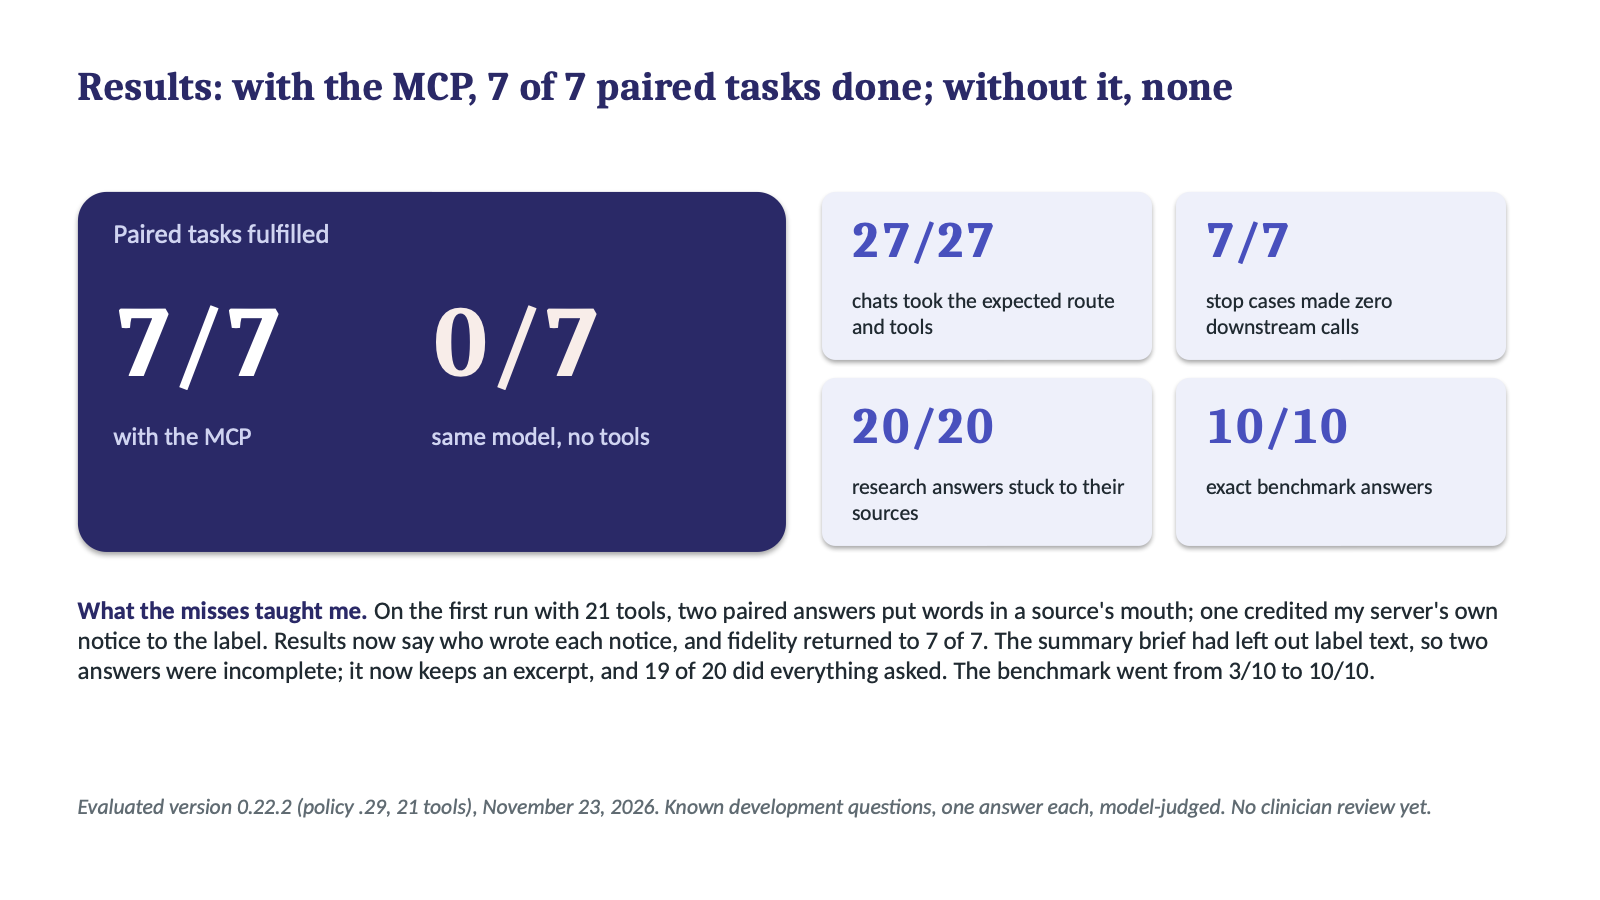 Results: with the MCP, 7 of 7 paired tasks done; without it, none
Paired tasks fulfilled
7/7
with the MCP
0/7
same model, no tools
27/27
chats took the expected route
and tools
7/7
stop cases made zero
downstream calls
20/20
research answers stuck to their
sources
10/10
exact benchmark answers
What the misses taught me. On the first run with 21 tools, two paired answers put words in a source's mouth; one credited my server's own
notice to the label. Results now say who wrote each notice, and fidelity returned to 7 of 7. The summary brief had left out label text, so two
answers were incomplete; it now keeps an excerpt, and 19 of 20 did everything asked. The benchmark went from 3/10 to 10/10.
Evaluated version 0.22.2 (policy .29, 21 tools), November 23, 2026. Known development questions, one answer each, model-judged. No clinician review yet.